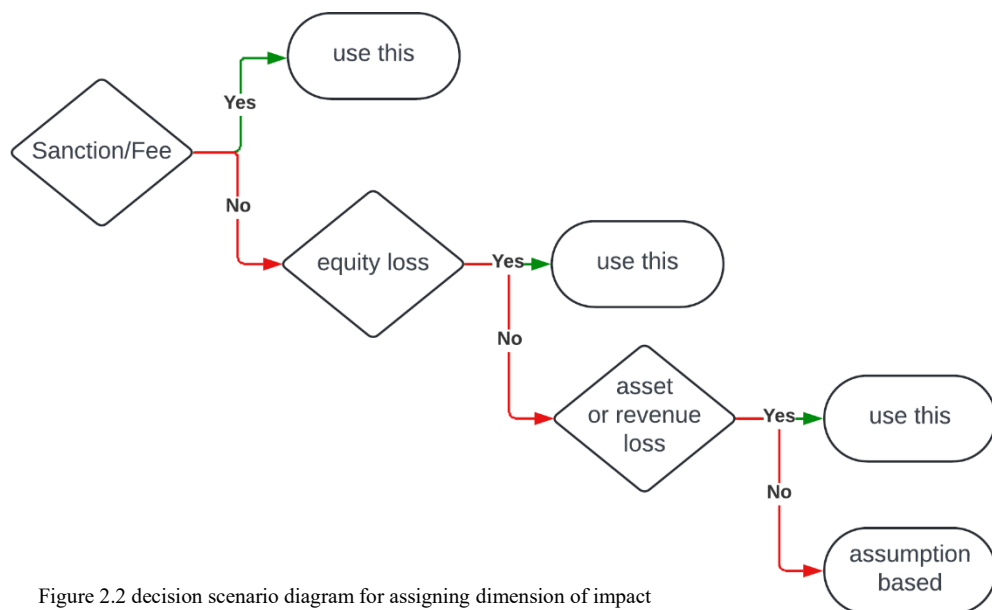 use this
Yes
Sanction/Fee
No
equity loss
Yes
use this
No
asset
or revenue
loss
Yes
use this
No
assumption
based
Figure 2.2 decision scenario diagram for assigning dimension of impact